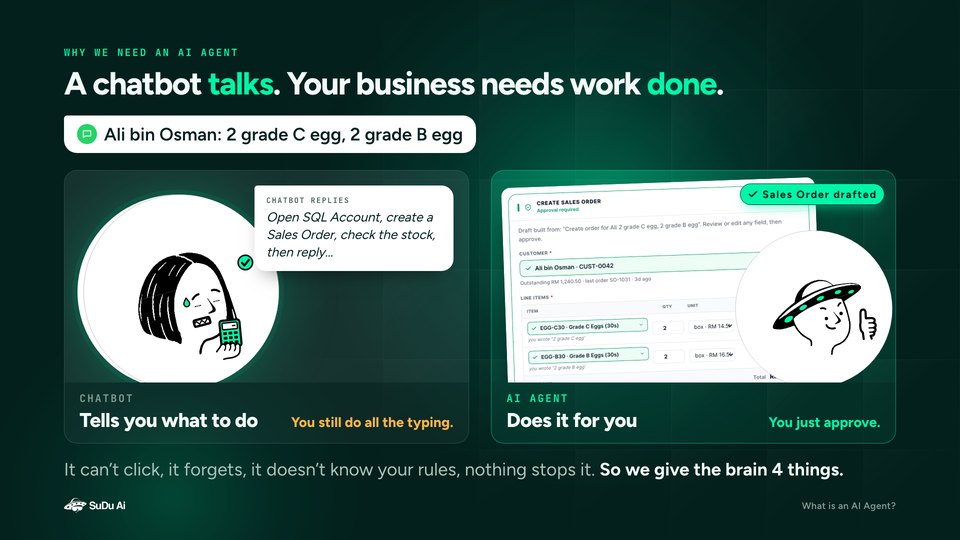 WHY WE NEED AN AI AGENT
A chatbot talks. Your business needs work done.
Ali bin Osman: 2 grade C egg, 2 grade B egg
CHATBOT REPLIES
Open SQL Account, create a
Sales Order, check the stock,
then reply...
CHATBOT
Tells you what to do
You still do all the typing.
Sales Order drafted
CREATE SALES ORDER
Approval required
Draft built from: "Create order for Ali 2 grade C egg, 2 grade B egg". Review or edit any field, then
approve.
CUSTOMER *
Ali bin Osman · CUST-0042
Outstanding RM 1,240.50 · last order SO-1031 · 3d ago
LINE ITEMS *
ITEM QTY UNIT
EGG-C30 · Grade C Eggs (30s) 2 box · RM 14.5
you wrote "2 grade C egg"
EGG-B30 · Grade B Eggs (30s) 2 box · RM 16.5
you wrote "2 grade B egg"
Total
AI AGENT
Does it for you
You just approve.
It can't click, it forgets, it doesn't know your rules, nothing stops it. So we give the brain 4 things.
SuDu Ai
What is an AI Agent?